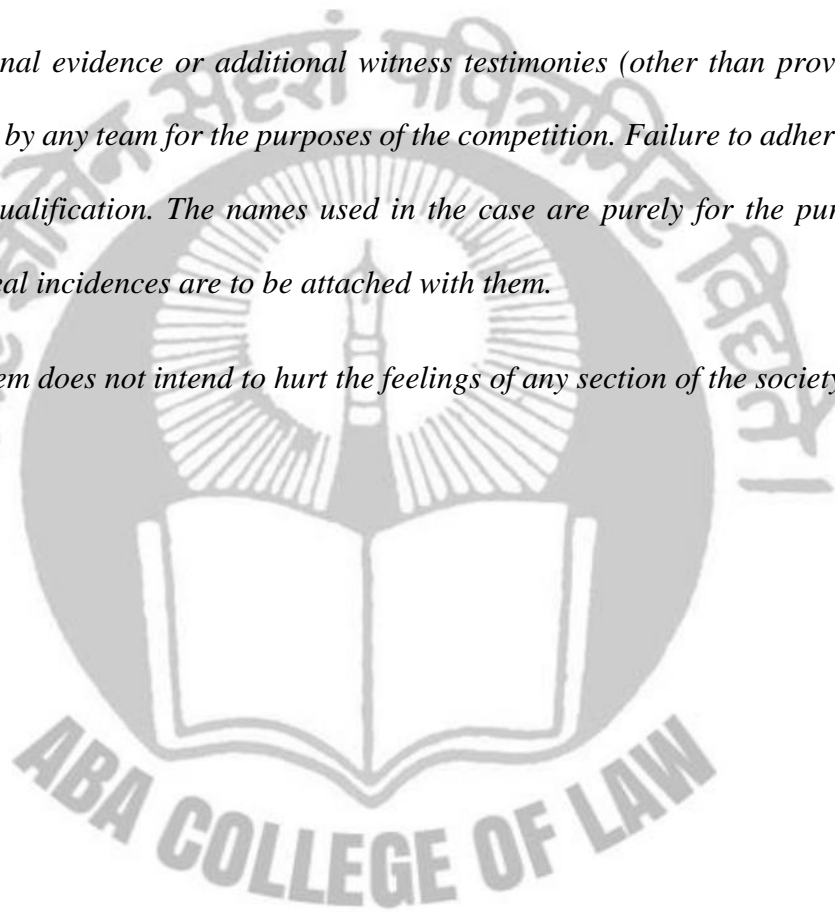 पवित्रमिह विद्यते।
nal evidence or additional witness testimonies (other than prov
by any team for the purposes of the competition. Failure to adher
ualification. The names used in the case are purely for the pur
eal incidences are to be attached with them.
em does not intend to hurt the feelings of any section of the society
ABA COLLEGE OF LAW